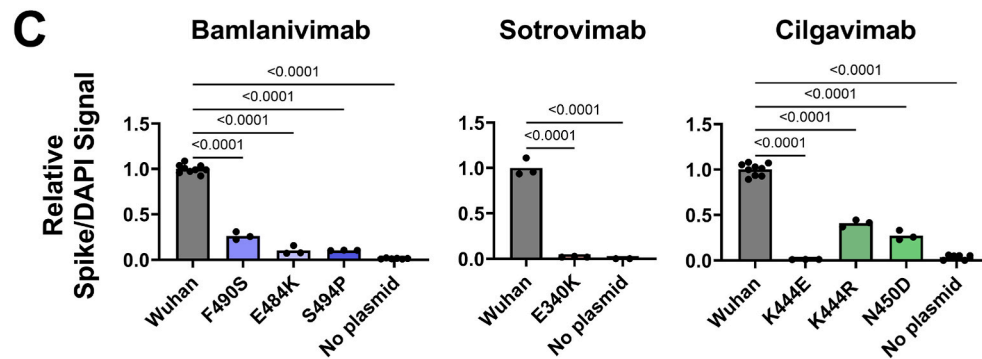 C
Bamlanivimab
Sotrovimab
Cilgavimab
Relative
Spike/DAPI Signal
<0.0001
<0.0001
<0.0001
<0.0001
1.5
1.0
0.5
0.0
Wuhan
F490S
E484K
S494P
No plasmid
<0.0001
<0.0001
1.5
1.0
0.5
0.0
Wuhan
E340K
No plasmid
<0.0001
<0.0001
<0.0001
<0.0001
1.5
1.0
0.5
0.0
Wuhan
K444E
K444R
N450D
No plasmid